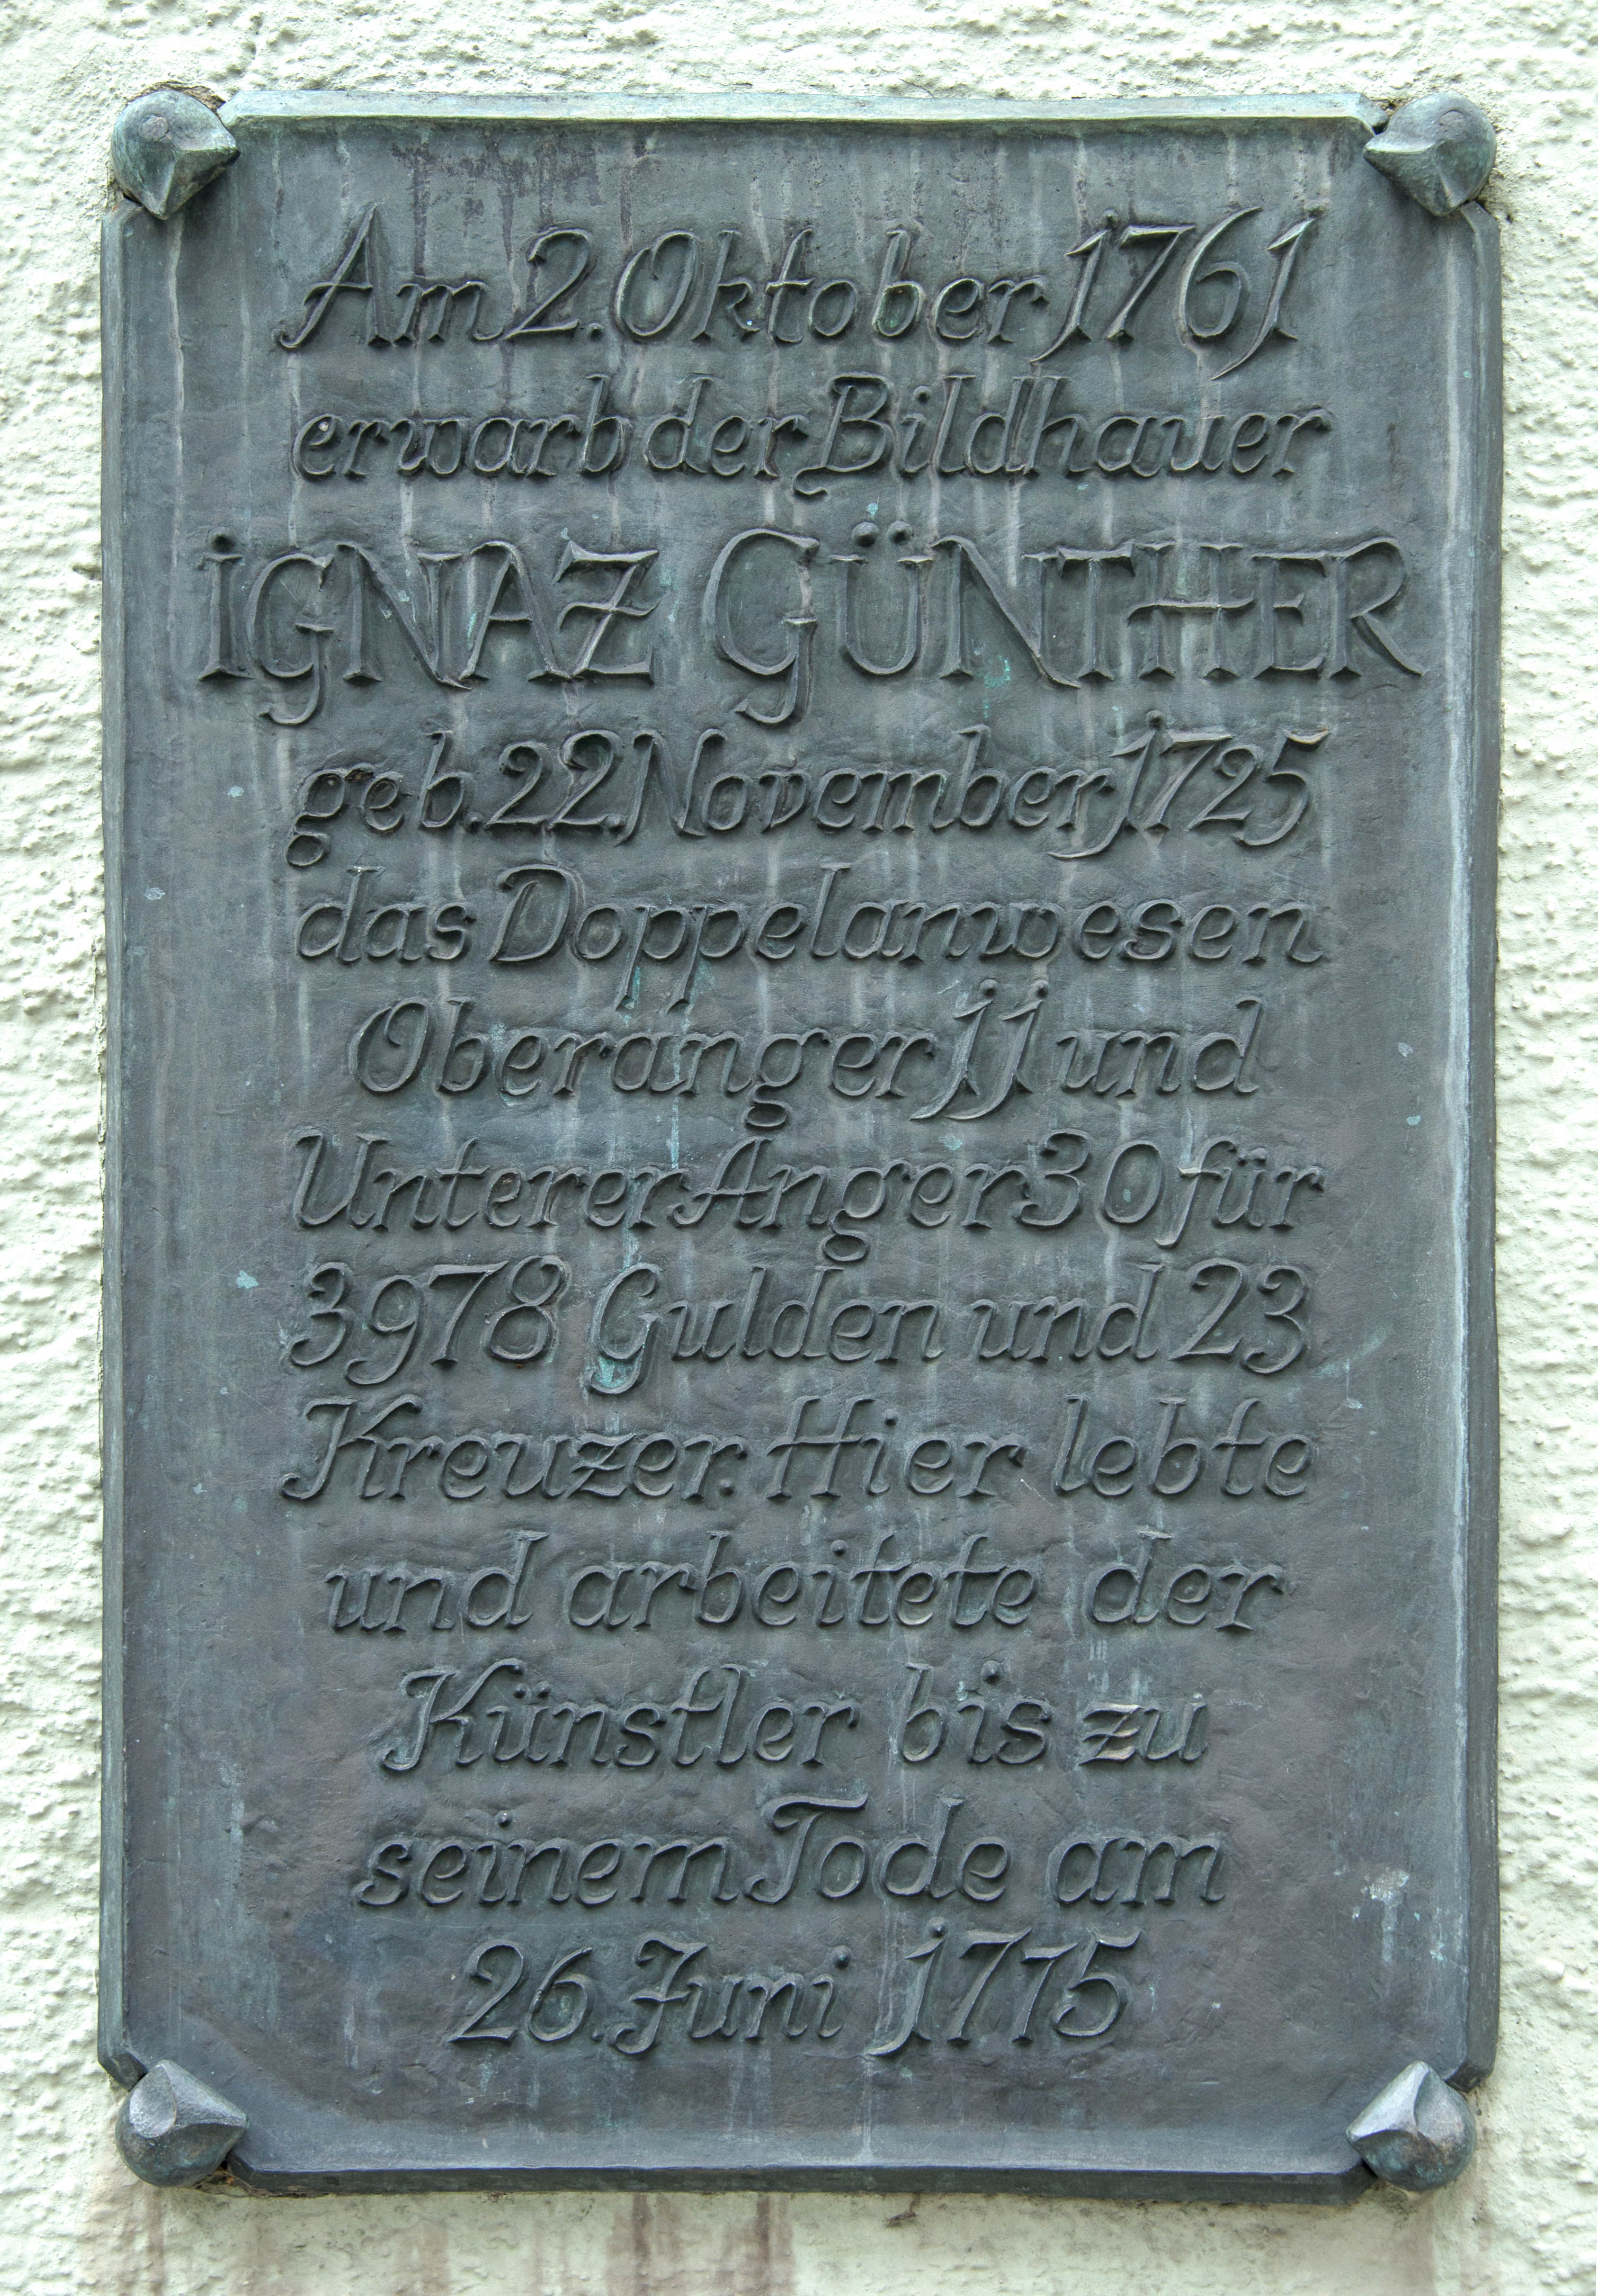 Am 2. Oktober 1761
erwarb der Bildhauer
IGNAZ GÜNTHER
geb. 22. November 1725
das Doppelanwesen
Oberanger 11 und
Unterer Anger 30 für
3978 Gulden und 23
Kreuzer. Hier lebte
und arbeitete der
Künstler bis zu
seinem Tode am
26. Juni 1775